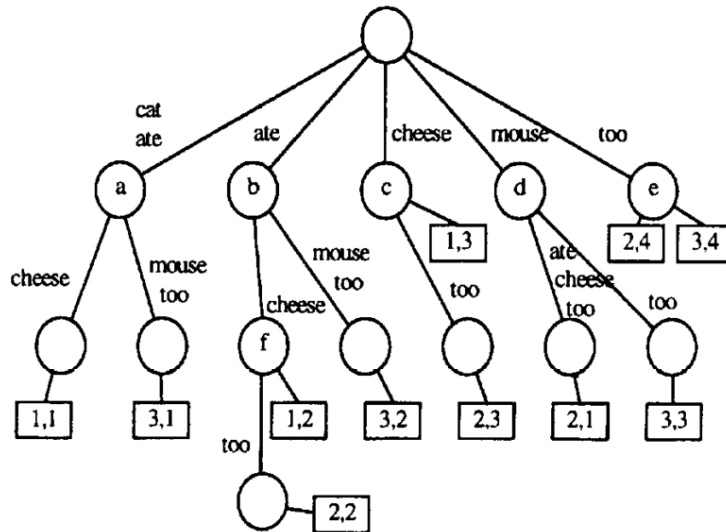 cat
ate
ate
cheese
mouse
too
a
b
c
d
e
1,3
2,4
3,4
cheese
mouse
too
cheese
mouse
too
too
ate
cheese
too
too
f
1,1
3,1
1,2
3,2
2,3
2,1
3,3
too
2,2